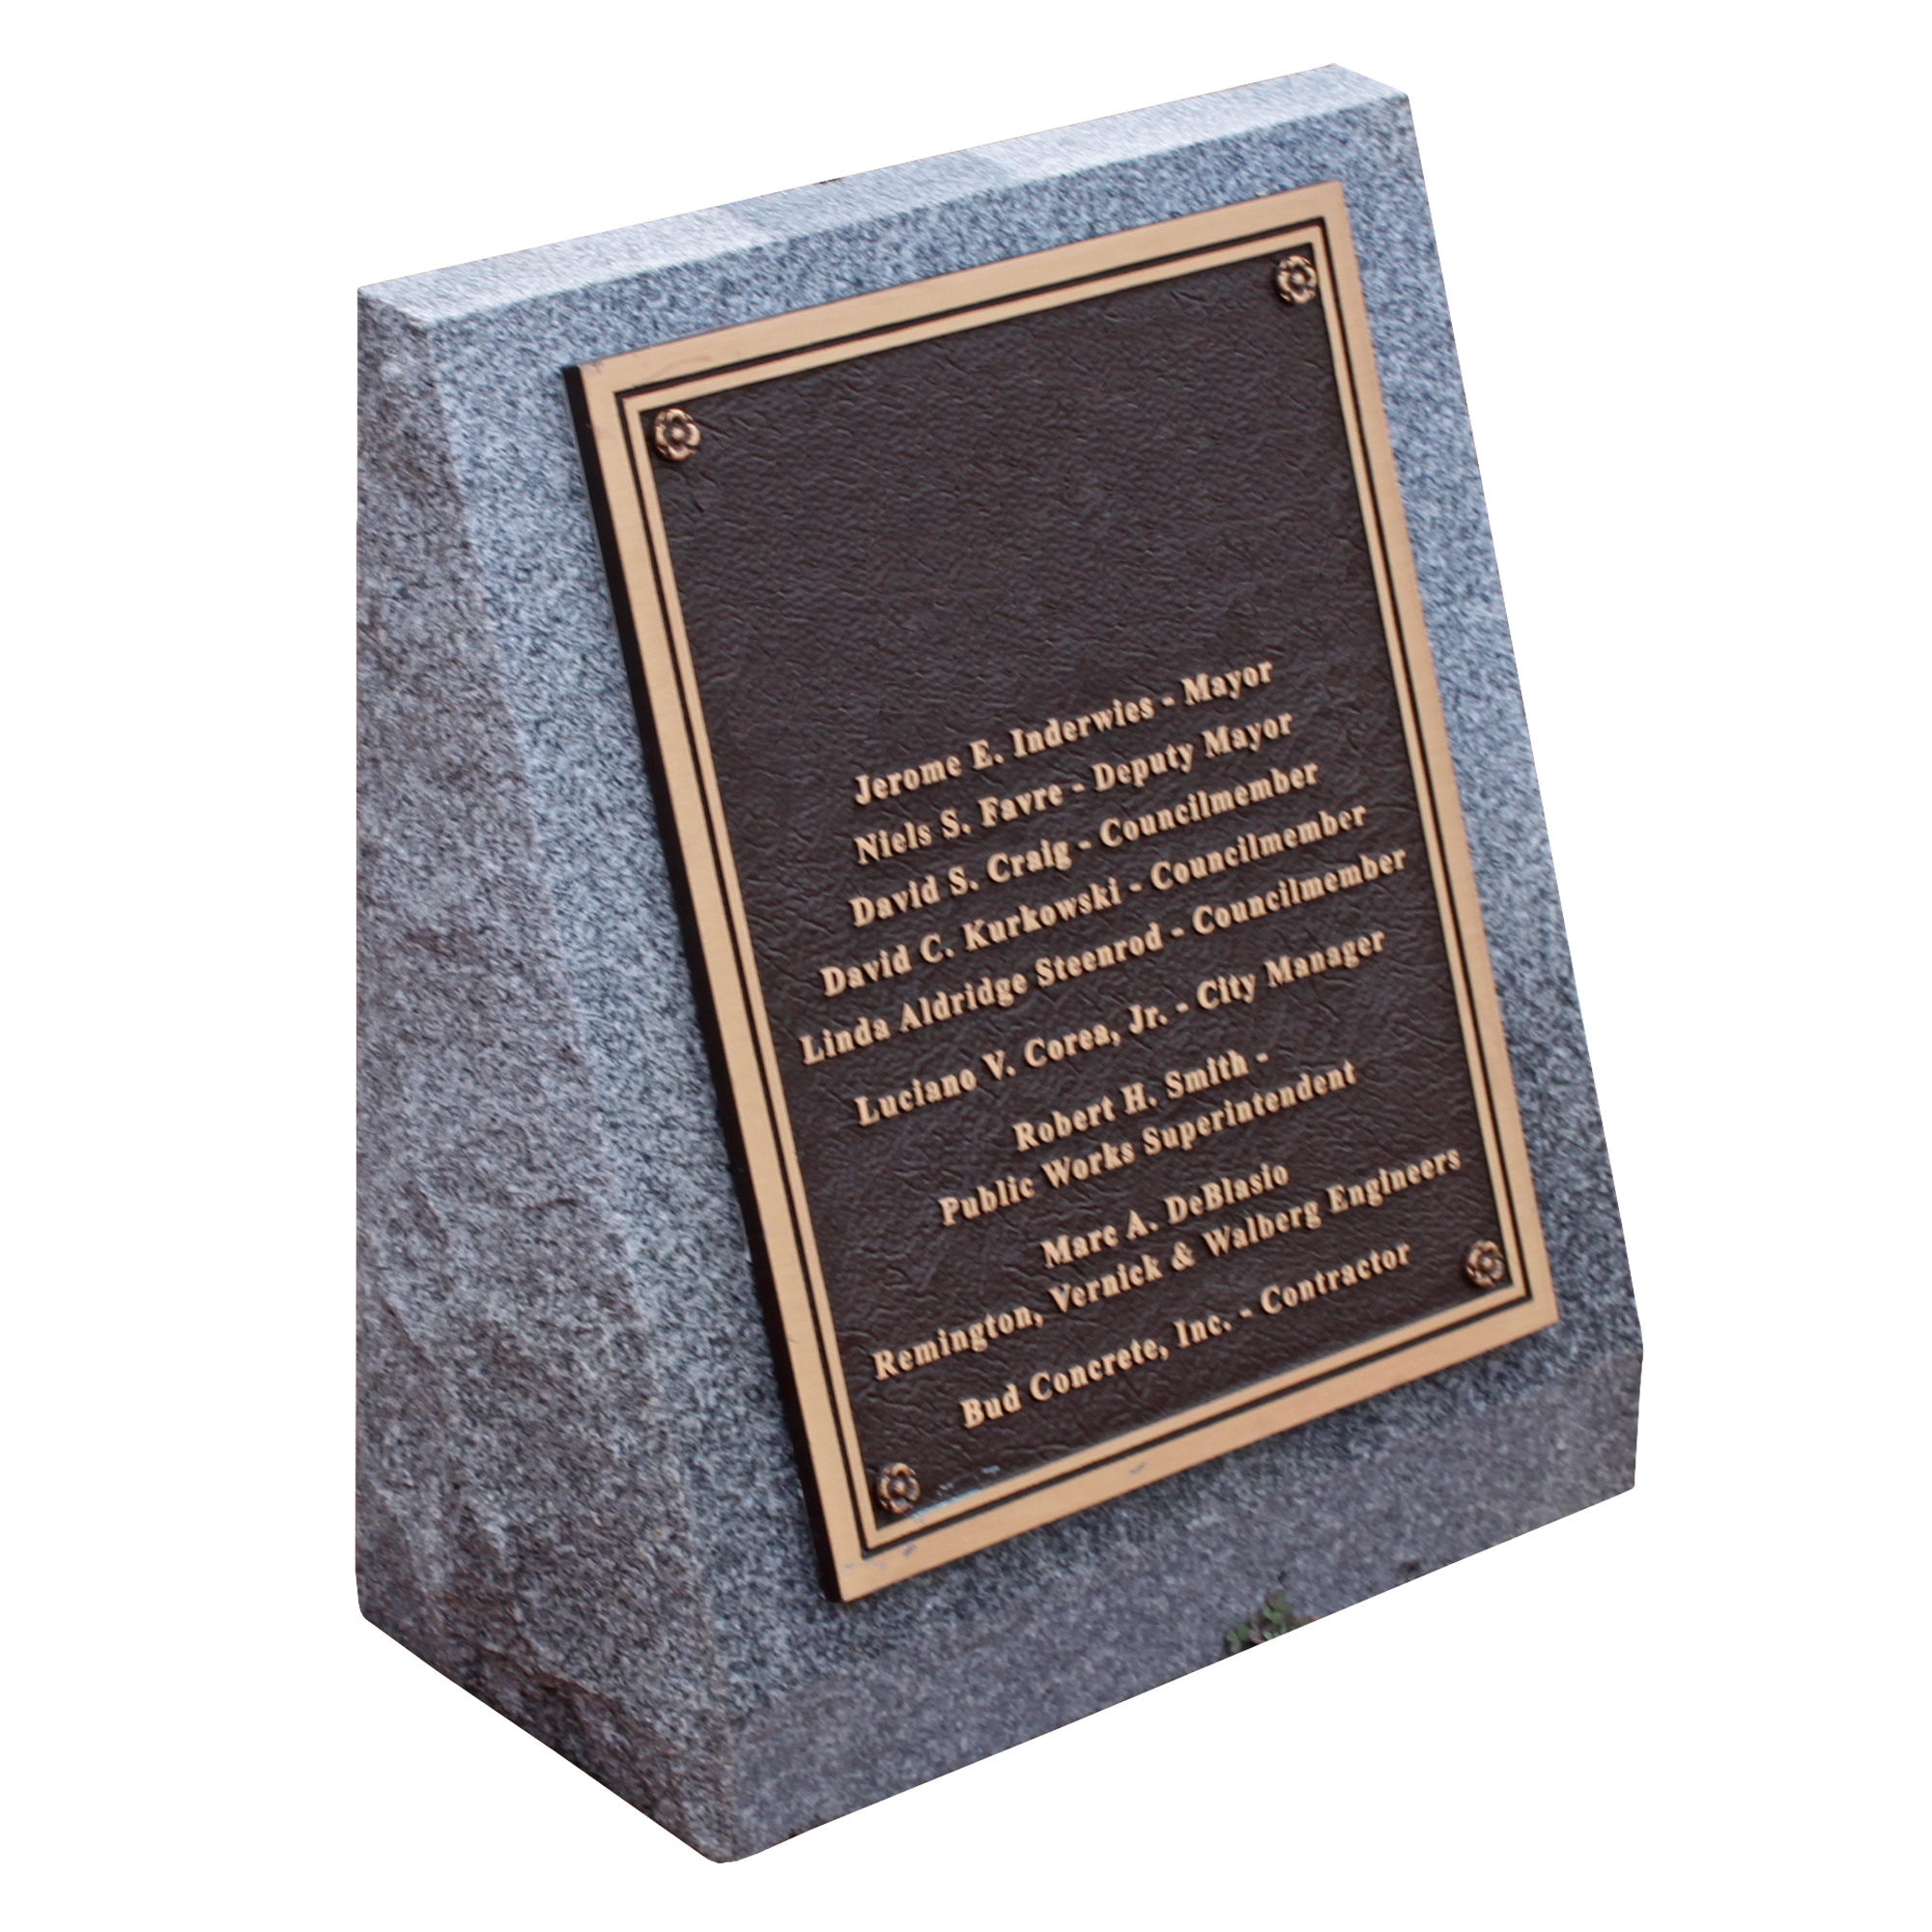 Jerome E. Inderwies - Mayor
Niels S. Favre - Deputy Mayor
David S. Craig - Councilmember
David C. Kurkowski - Councilmember
Linda Aldridge Steenrod - Councilmember
Luciano V. Corea, Jr. - City Manager
Robert H. Smith -
Public Works Superintendent
Marc A. DeBlasio
Remington, Vernick & Walberg Engineers
Bud Concrete, Inc. - Contractor